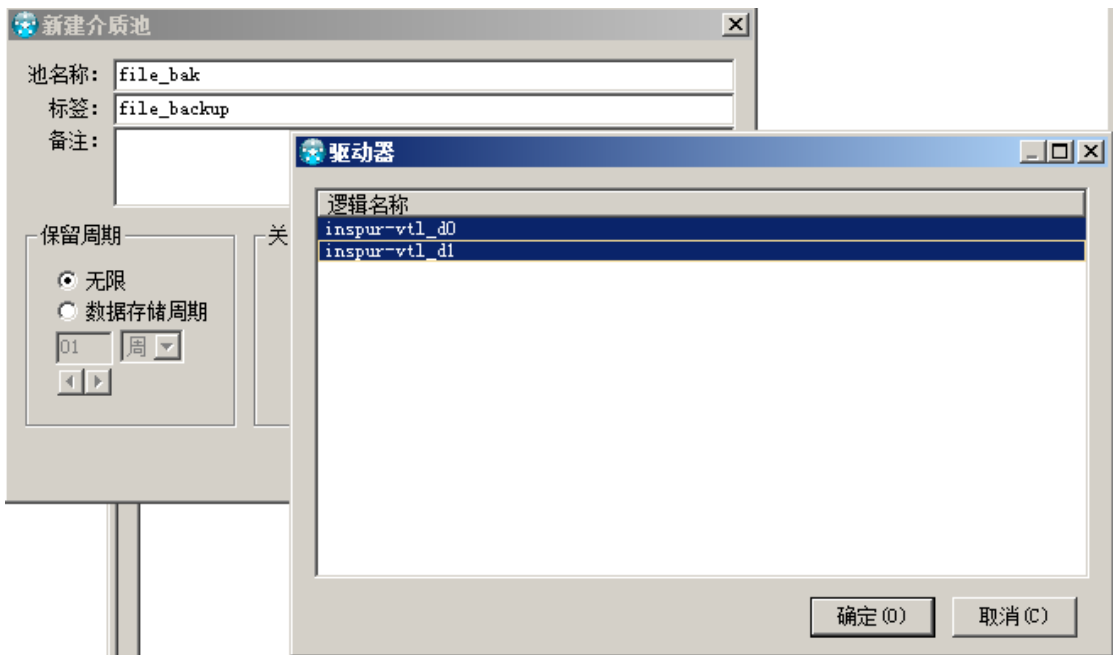 新建介质池
池名称: file_bak
标签: file_backup
备注:
驱动器
逻辑名称
inspur-vtl_d0
inspur-vtl_d1
保留周期
关
无限
数据存储周期
01 周
确定(O) 取消(C)